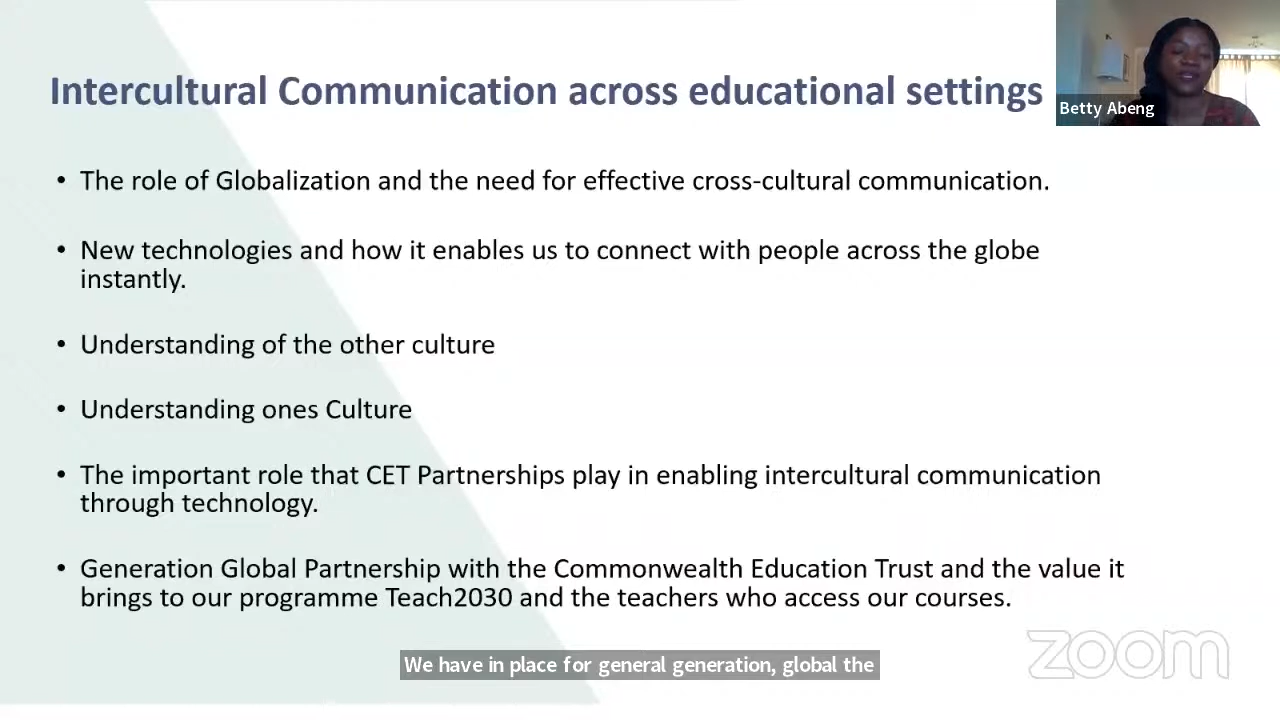 Intercultural Communication across educational settings
Betty Abeng
• The role of Globalization and the need for effective cross-cultural communication.
• New technologies and how it enables us to connect with people across the globe
instantly.
• Understanding of the other culture
• Understanding ones Culture
• The important role that CET Partnerships play in enabling intercultural communication
through technology.
• Generation Global Partnership with the Commonwealth Education Trust and the value it
brings to our programme Teach2030 and the teachers who access our courses.
zoom
We have in place for general generation, global the